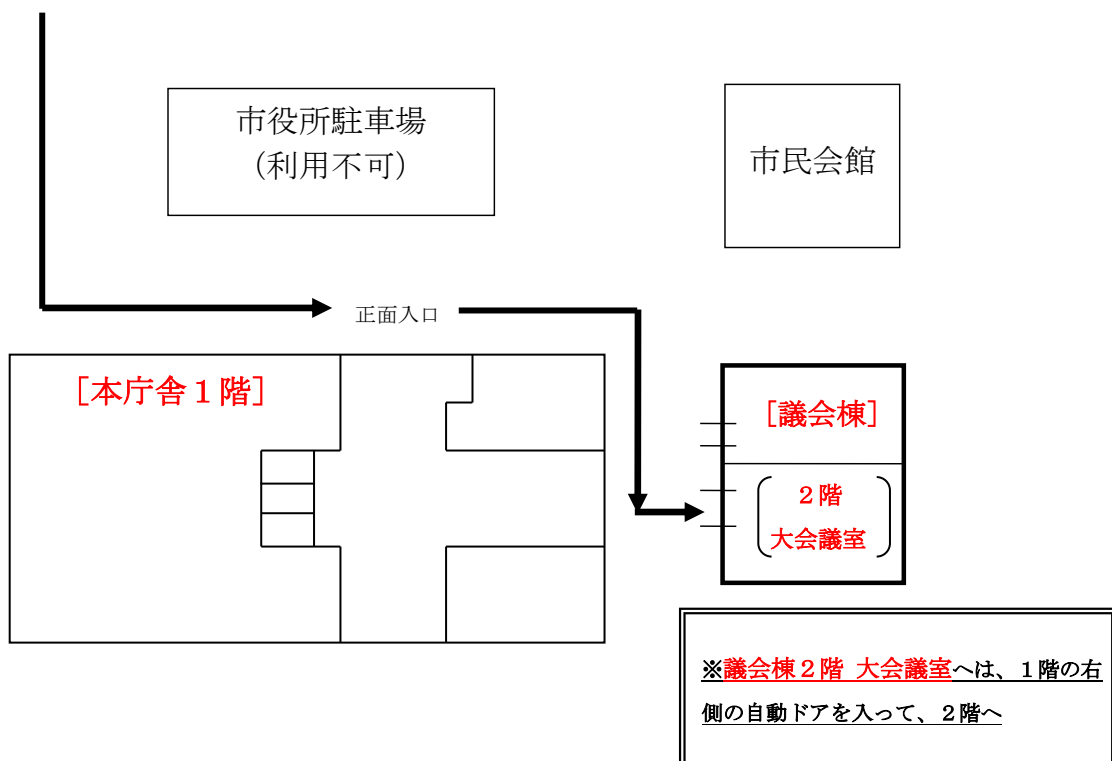 市役所駐車場
（利用不可）
市民会館
正面入口
［本庁舎１階］
［議会棟］
２階
大会議室
※議会棟２階 大会議室へは、１階の右
側の自動ドアを入って、２階へ